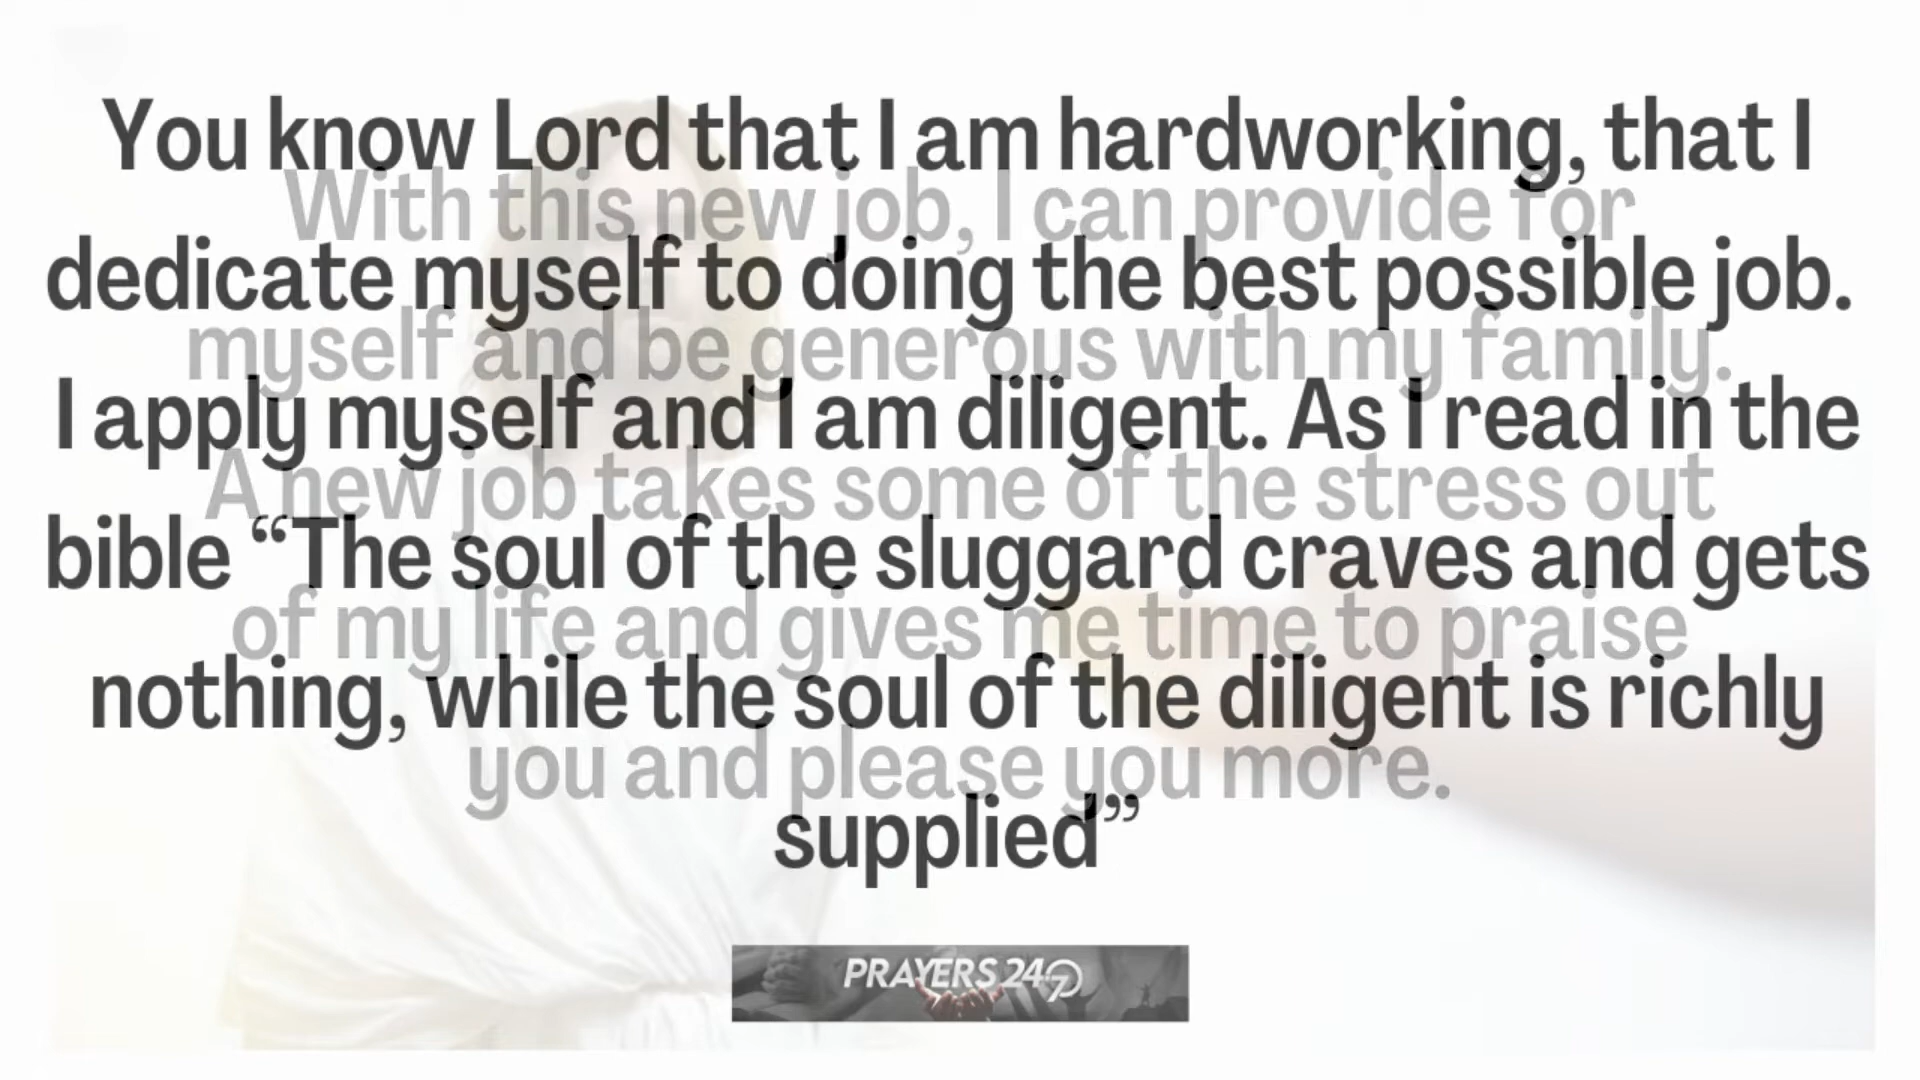 You know Lord that I am hardworking, that I
dedicate myself to doing the best possible job.
I apply myself and I am diligent. As I read in the
bible “The soul of the sluggard craves and gets
nothing, while the soul of the diligent is richly
supplied”
With this new job, I can provide for
myself and be generous with my family.
A new job takes some of the stress out
of my life and gives me time to praise
you and please you more.
PRAYERS 247